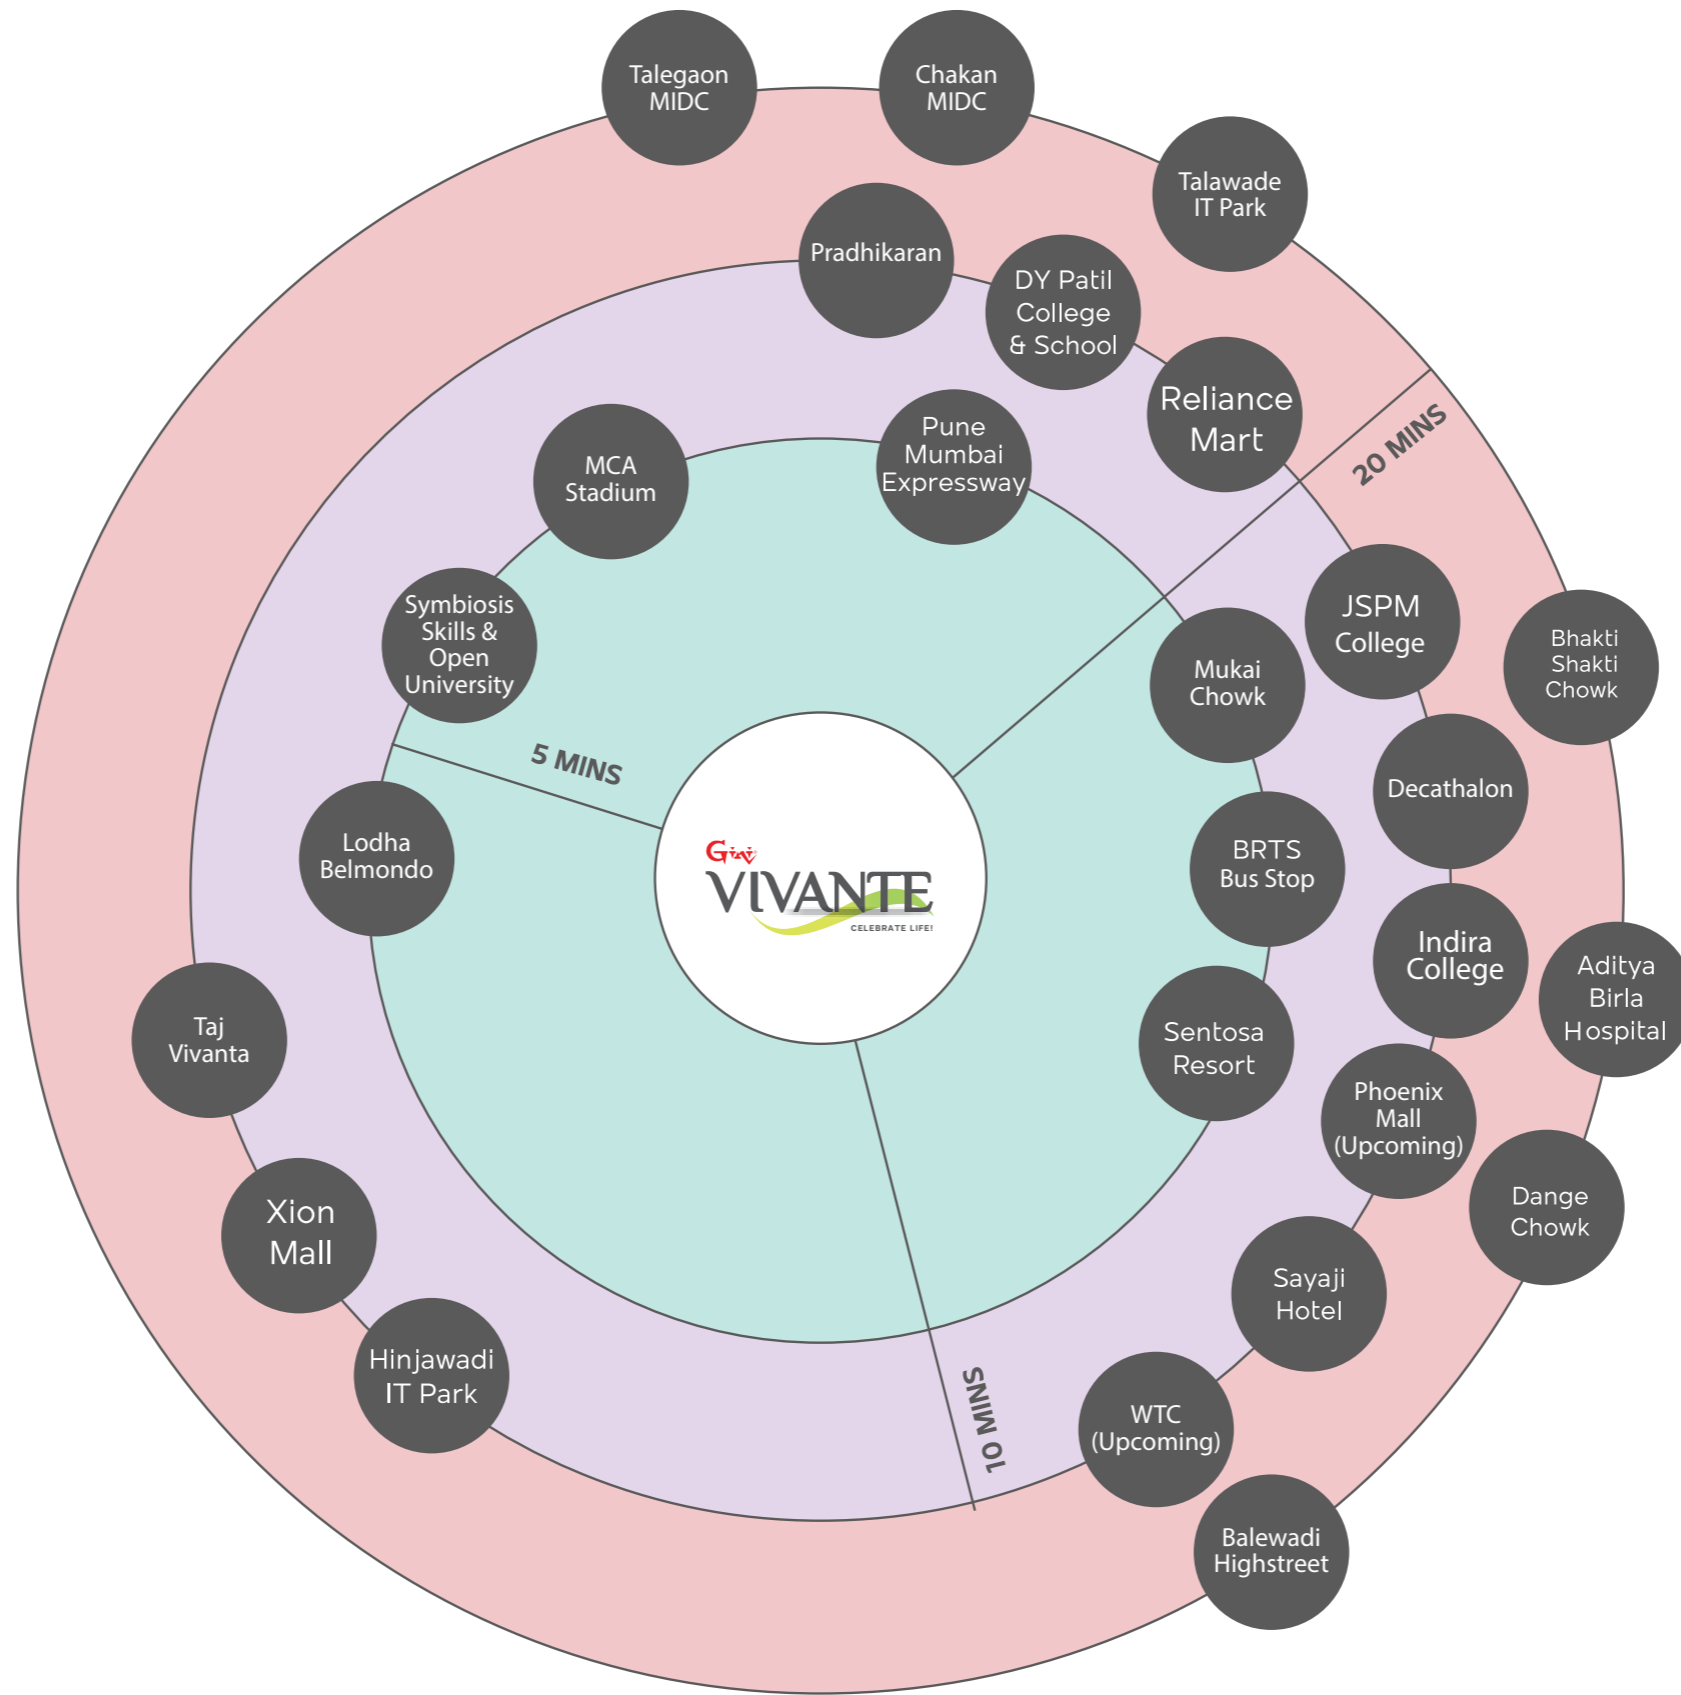 Talegaon
MIDC
Chakan
MIDC
Talawade
IT Park
Pradhikaran
DY Patil
College
& School
Reliance
Mart
20 MINS
MCA
Stadium
Pune
Mumbai
Expressway
Symbiosis
Skills &
Open
University
Mukai
Chowk
JSPM
College
Bhakti
Shakti
Chowk
5 MINS
Decathalon
Lodha
Belmondo
VIVANTE
CELEBRATE LIFE!
BRTS
Bus Stop
Indira
College
Aditya
Birla
Hospital
Taj
Vivanta
Sentosa
Resort
Phoenix
Mall
(Upcoming)
Xion
Mall
Dange
Chowk
Sayaji
Hotel
Hinjawadi
IT Park
10 MINS
WTC
(Upcoming)
Balewadi
Highstreet